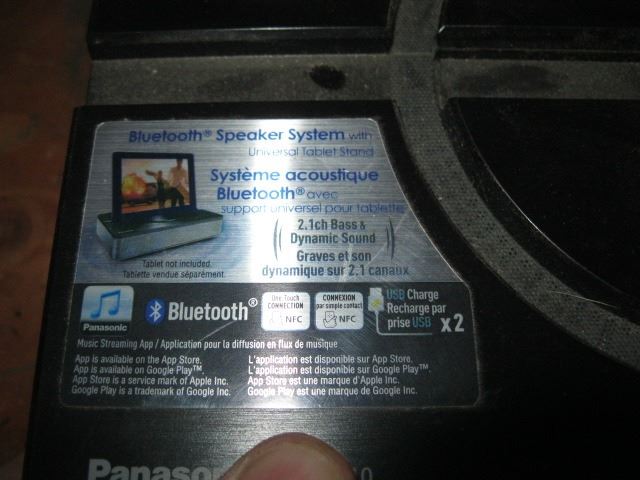 Bluetooth® Speaker System with
Universal Tablet Stand
Système acoustique
Bluetooth® avec
support universel pour tablette
2.1ch Bass &
Dynamic Sound
Graves et son
dynamique sur 2.1 canaux
Tablet not included.
Tablette vendue séparément.
Panasonic
Bluetooth®
One Touch
CONNECTION
NFC
CONNEXION
par simple contact
NFC
USB Charge
Recharge par
prise USB x2
Music Streaming App / Application pour la diffusion en flux de musique
App is available on the App Store.
App is available on Google Play™.
App Store is a service mark of Apple Inc.
Google Play is a trademark of Google Inc.
L'application est disponible sur App Store.
L'application est disponible sur Google Play™.
App Store est une marque d'Apple Inc.
Google Play est une marque de Google Inc.
Panaso